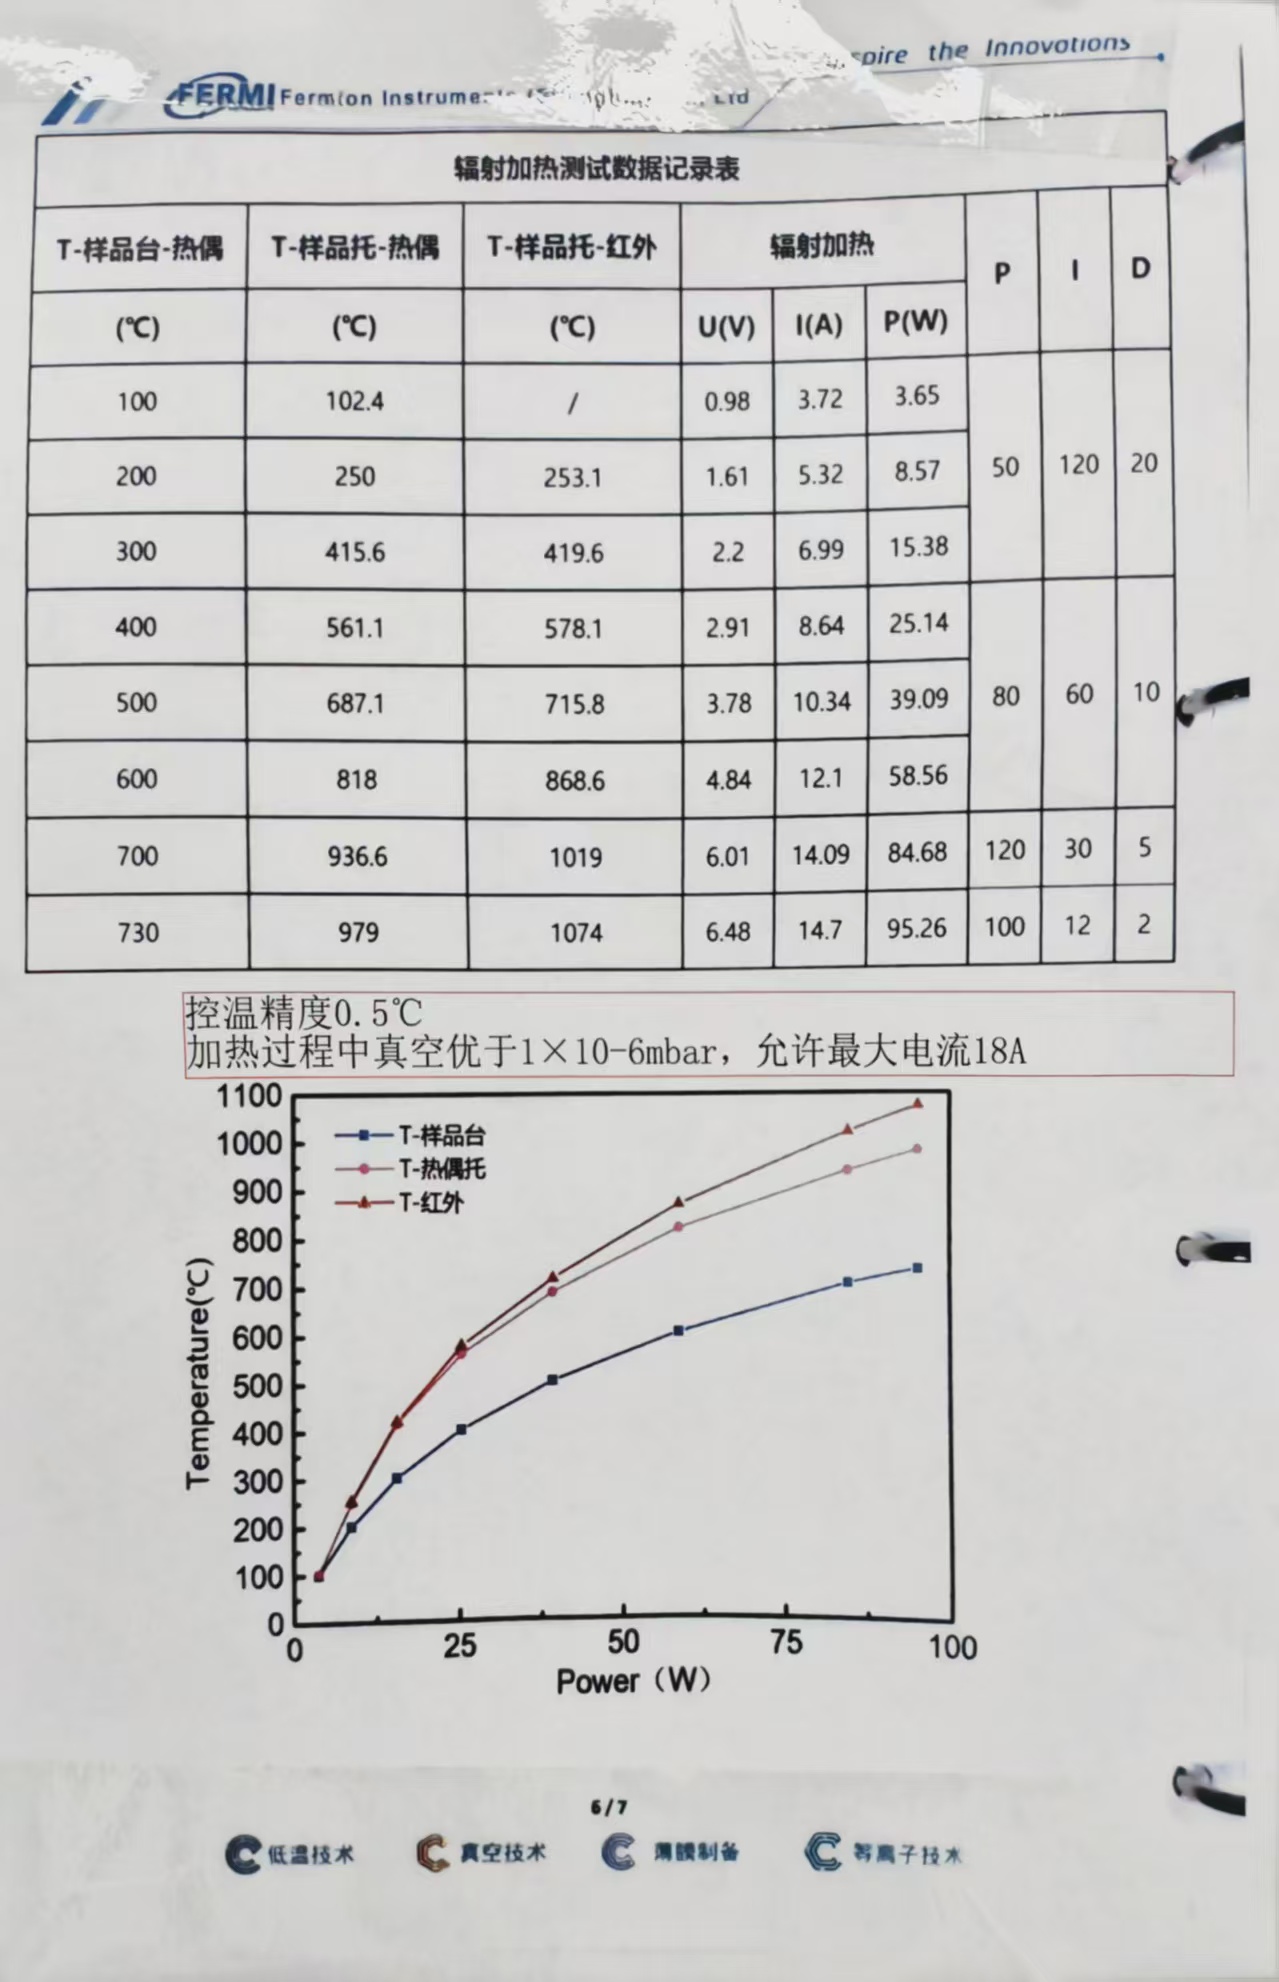 spire the Innovations
FERMI Fermion Instruments Ltd
辐射加热测试数据记录表
T-样品台-热偶 T-样品托-热偶 T-样品托-红外 辐射加热 P I D
(℃) (℃) (℃) U(V) I(A) P(W)
100 102.4 / 0.98 3.72 3.65
200 250 253.1 1.61 5.32 8.57 50 120 20
300 415.6 419.6 2.2 6.99 15.38
400 561.1 578.1 2.91 8.64 25.14
500 687.1 715.8 3.78 10.34 39.09 80 60 10
600 818 868.6 4.84 12.1 58.56
700 936.6 1019 6.01 14.09 84.68 120 30 5
730 979 1074 6.48 14.7 95.26 100 12 2
控温精度0.5℃
加热过程中真空优于1×10-6mbar，允许最大电流18A
1100
1000
900
800
700
600
500
400
300
200
100
0
Temperature(℃)
T-样品台
T-热偶托
T-红外
0 25 50 75 100
Power（W）
6/7
低温技术 真空技术 薄膜制备 等离子技术